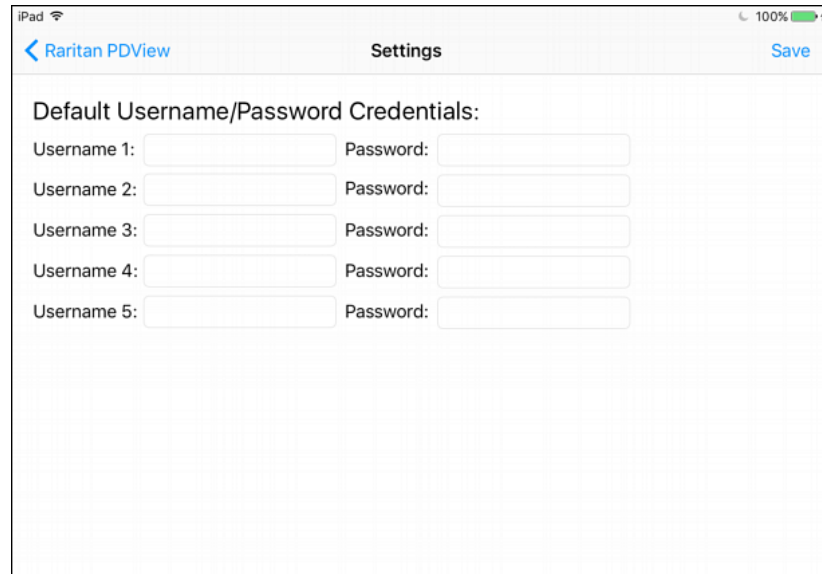 iPad 100%
Raritan PDView Settings Save
Default Username/Password Credentials:
Username 1: Password:
Username 2: Password:
Username 3: Password:
Username 4: Password:
Username 5: Password: